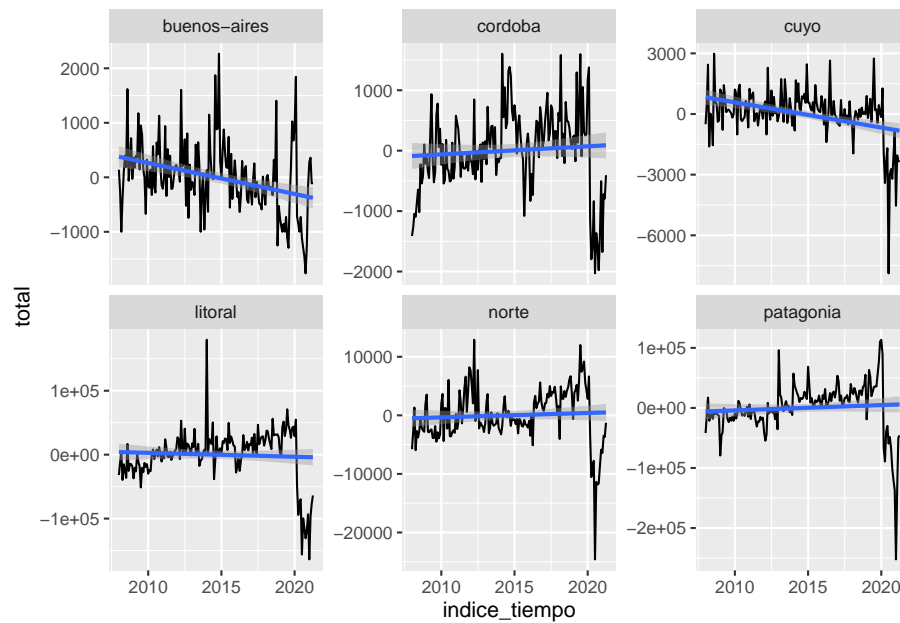 buenos−aires
cordoba
cuyo
2000
1000
0
−1000
1000
0
−1000
−2000
3000
0
−3000
−6000
total
litoral
norte
patagonia
1e+05
0e+00
−1e+05
10000
0
−10000
−20000
1e+05
0e+00
−1e+05
−2e+05
2010 2015 2020
2010 2015 2020
2010 2015 2020
indice_tiempo